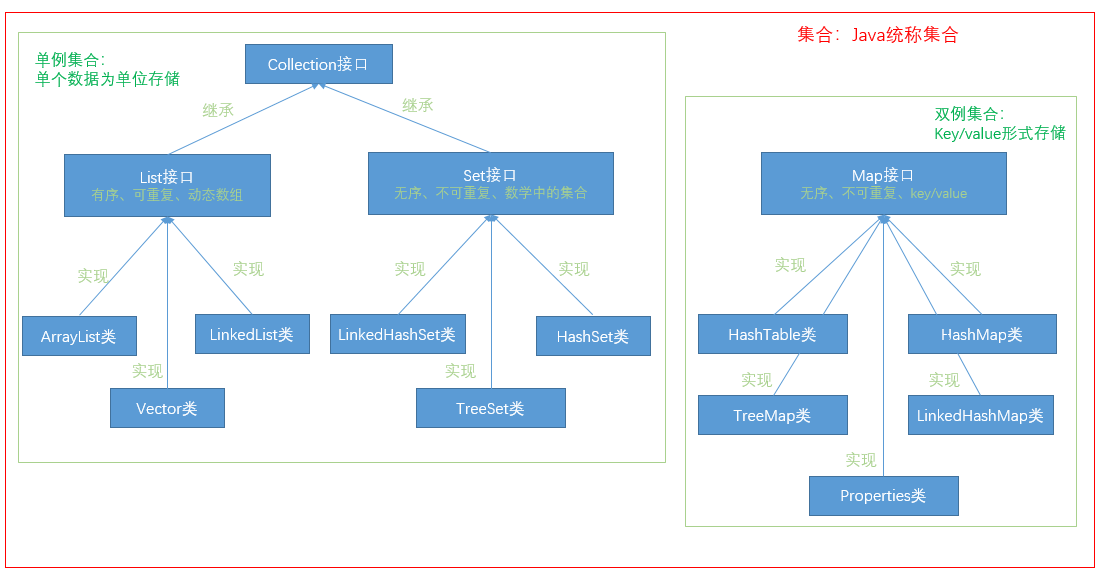 集合：Java统称集合
单例集合：
单个数据为单位存储
Collection接口
继承
继承
List接口
有序、可重复、动态数组
Set接口
无序、不可重复、数学中的集合
实现
实现
实现
实现
ArrayList类
LinkedList类
LinkedHashSet类
HashSet类
实现
实现
Vector类
TreeSet类
双例集合：
Key/value形式存储
Map接口
无序、不可重复、key/value
实现
实现
HashTable类
HashMap类
实现
实现
TreeMap类
LinkedHashMap类
实现
Properties类